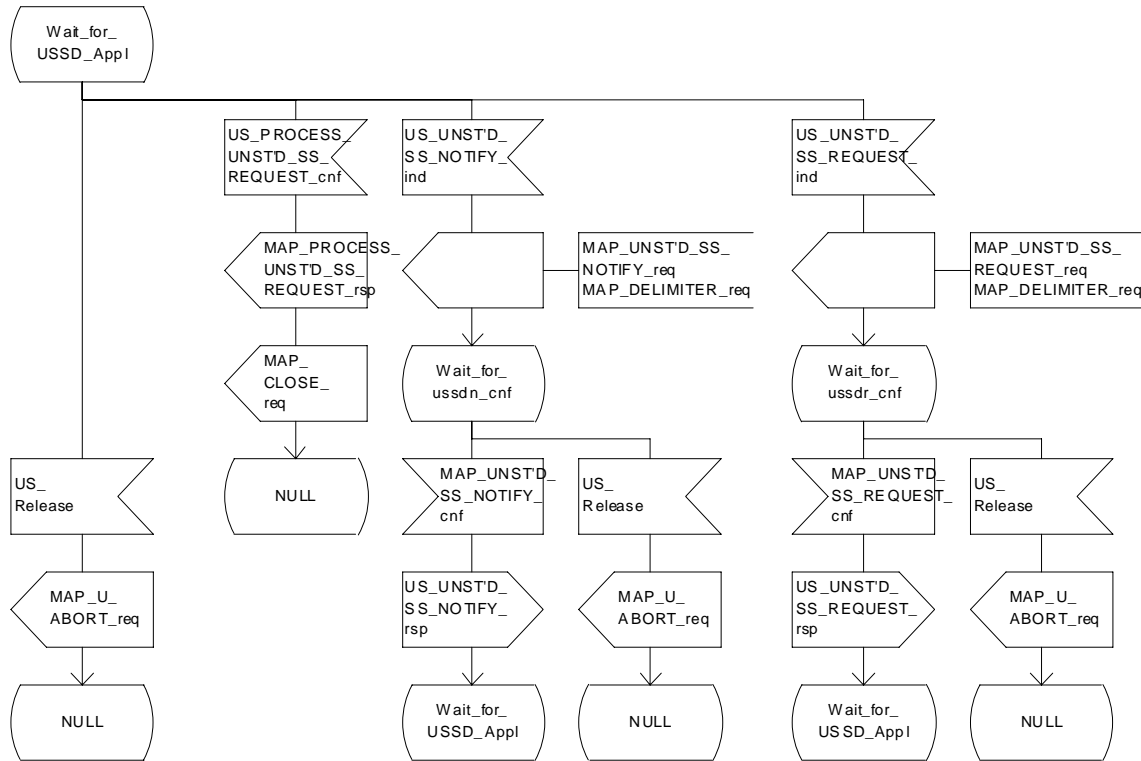 Wait_for_
USSD_Appl
US_PROCESS_
UNST'D_SS_
REQUEST_cnf
US_UNST'D_
SS_NOTIFY_
ind
US_UNST'D_
SS_REQUEST_
ind
MAP_PROCESS_
UNST'D_SS_
REQUEST_rsp
MAP_UNST'D_SS_
NOTIFY_req
MAP_DELIMITER_req
MAP_UNST'D_SS_
REQUEST_req
MAP_DELIMITER_req
MAP_
CLOSE_
req
Wait_for_
ussdn_cnf
Wait_for_
ussdr_cnf
US_
Release
NULL
MAP_UNST'D_
SS_NOTIFY_
cnf
US_
Release
MAP_UNST'D_
SS_REQUEST_
cnf
US_
Release
MAP_U_
ABORT_req
US_UNST'D_
SS_NOTIFY_
rsp
MAP_U_
ABORT_req
US_UNST'D_
SS_REQUEST_
rsp
MAP_U_
ABORT_req
NULL
Wait_for_
USSD_Appl
NULL
Wait_for_
USSD_Appl
NULL